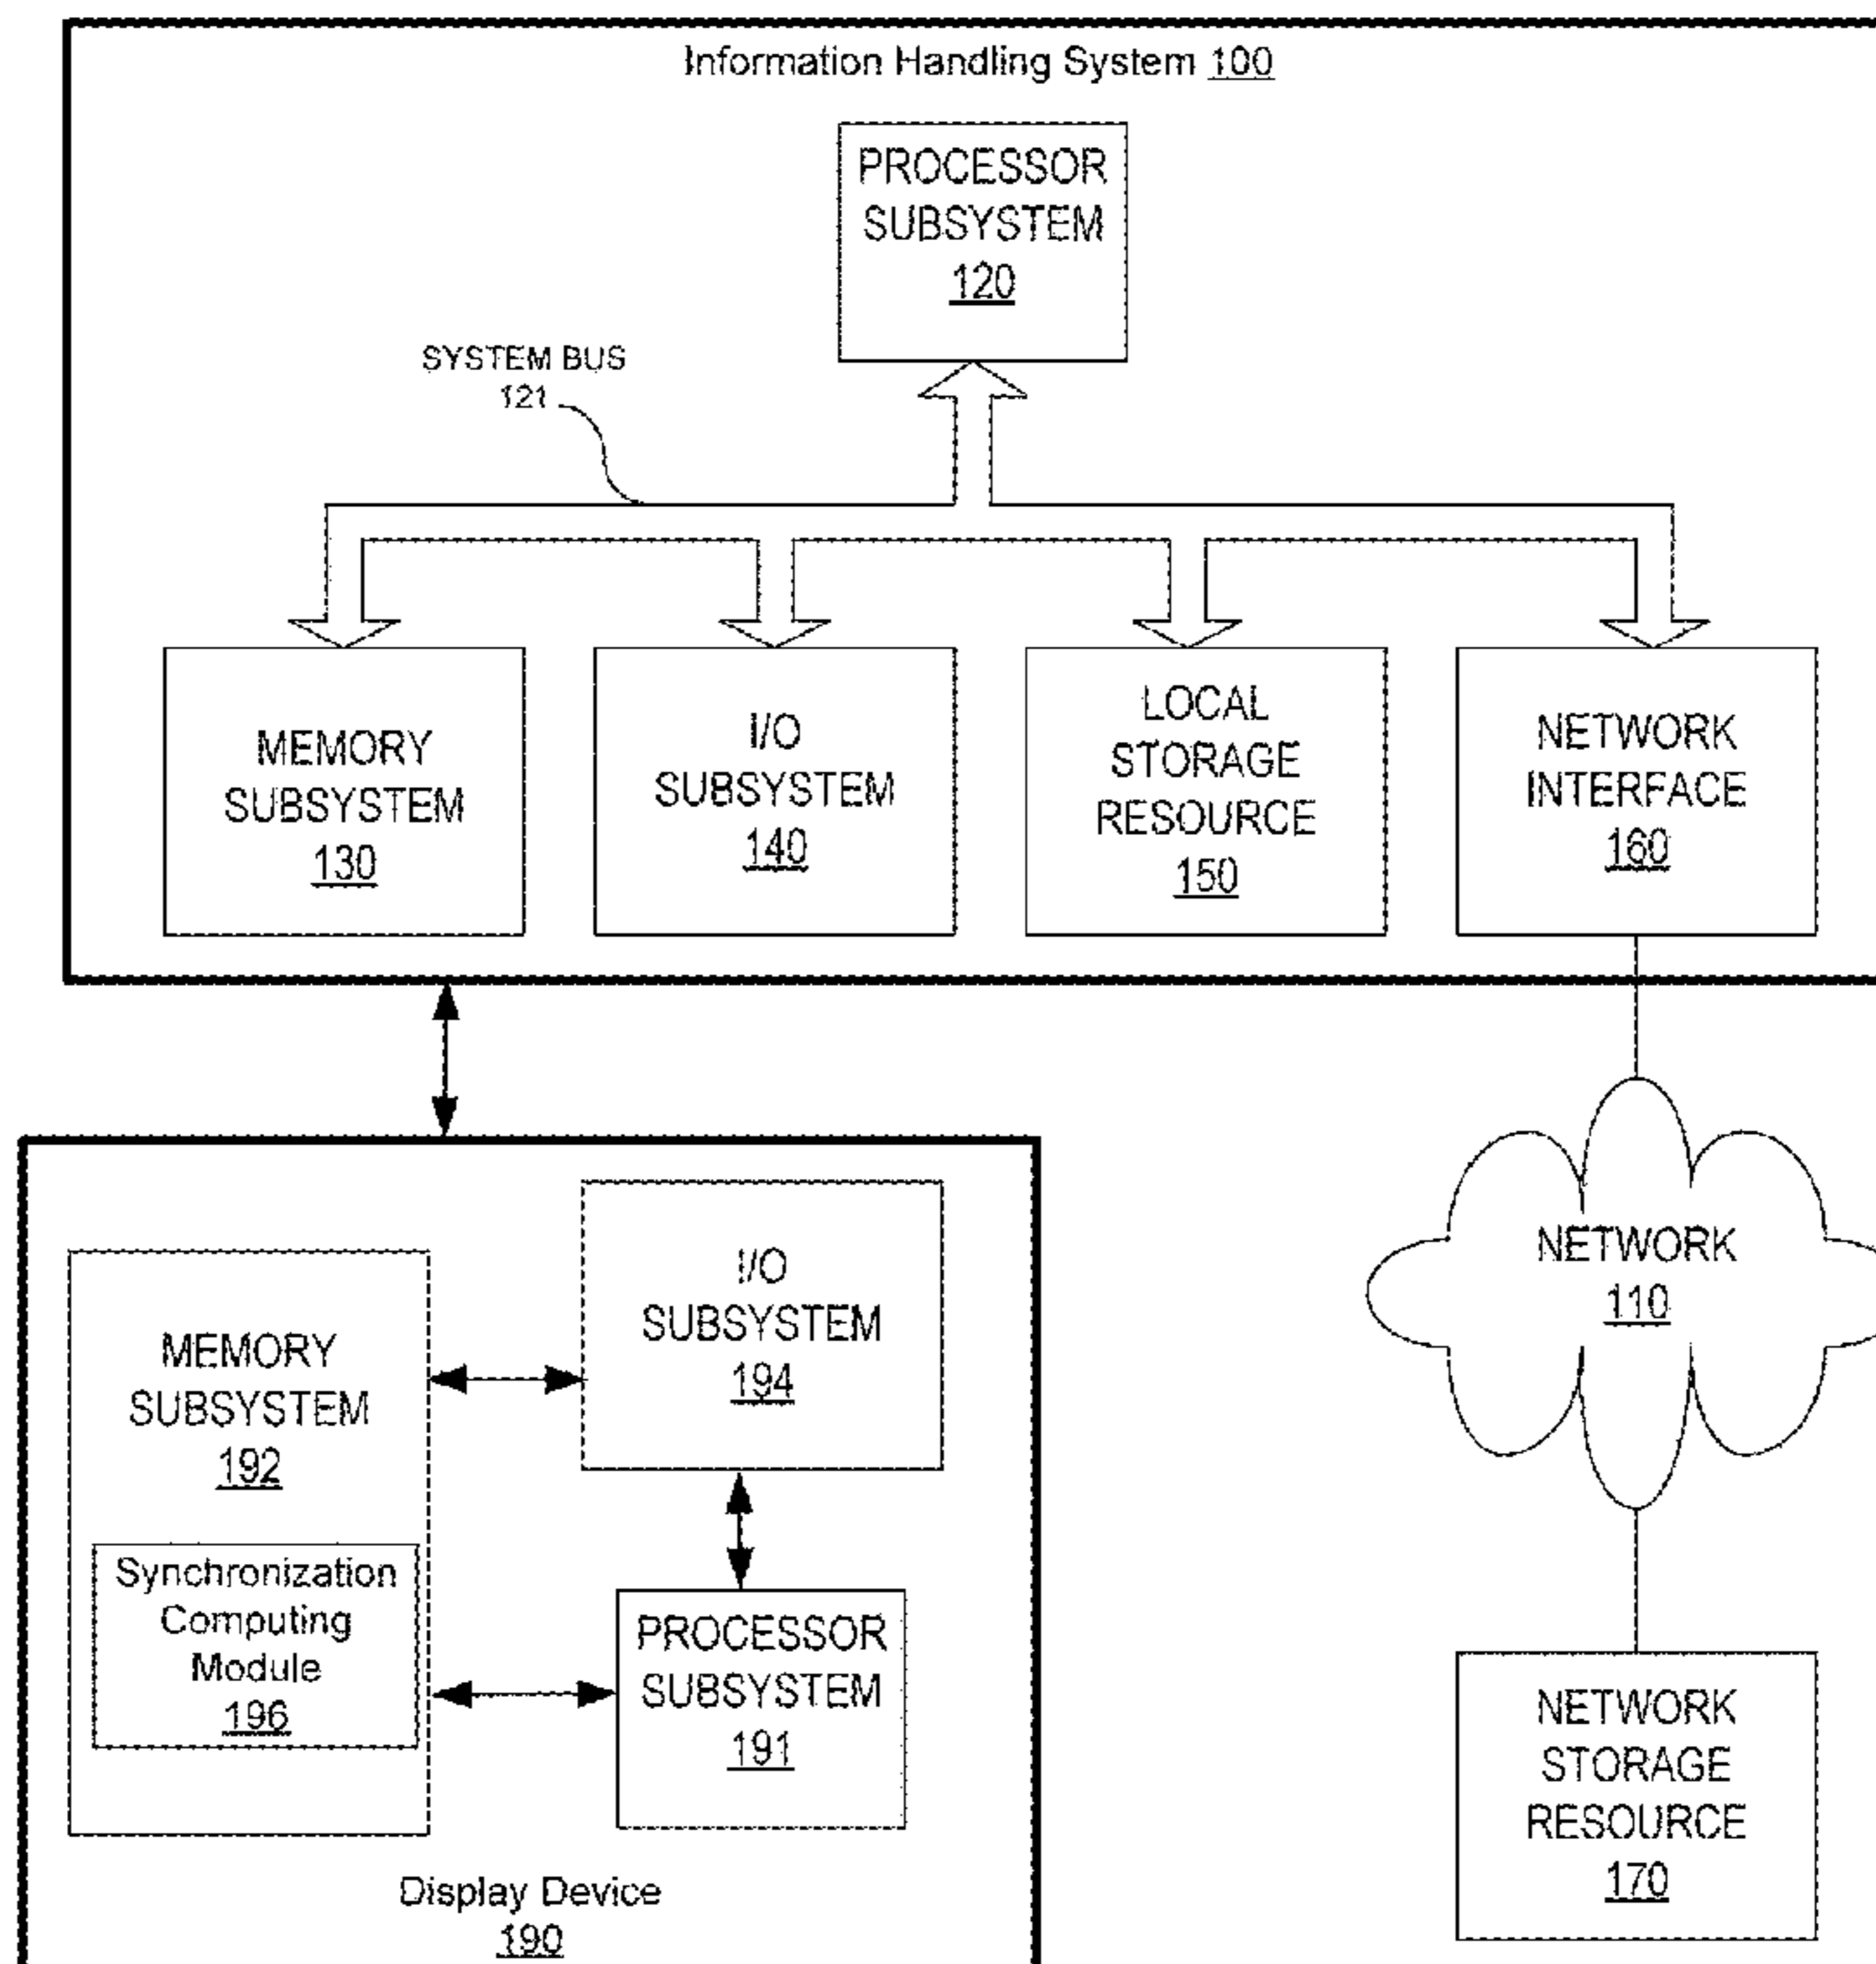 Information Handling System 100
PROCESSOR
SUBSYSTEM
120
SYSTEM BUS
121
MEMORY
SUBSYSTEM
130
I/O
SUBSYSTEM
140
LOCAL
STORAGE
RESOURCE
150
NETWORK
INTERFACE
160
MEMORY
SUBSYSTEM
192
Synchronization
Computing
Module
196
I/O
SUBSYSTEM
194
PROCESSOR
SUBSYSTEM
191
Display Device
190
NETWORK
110
NETWORK
STORAGE
RESOURCE
170